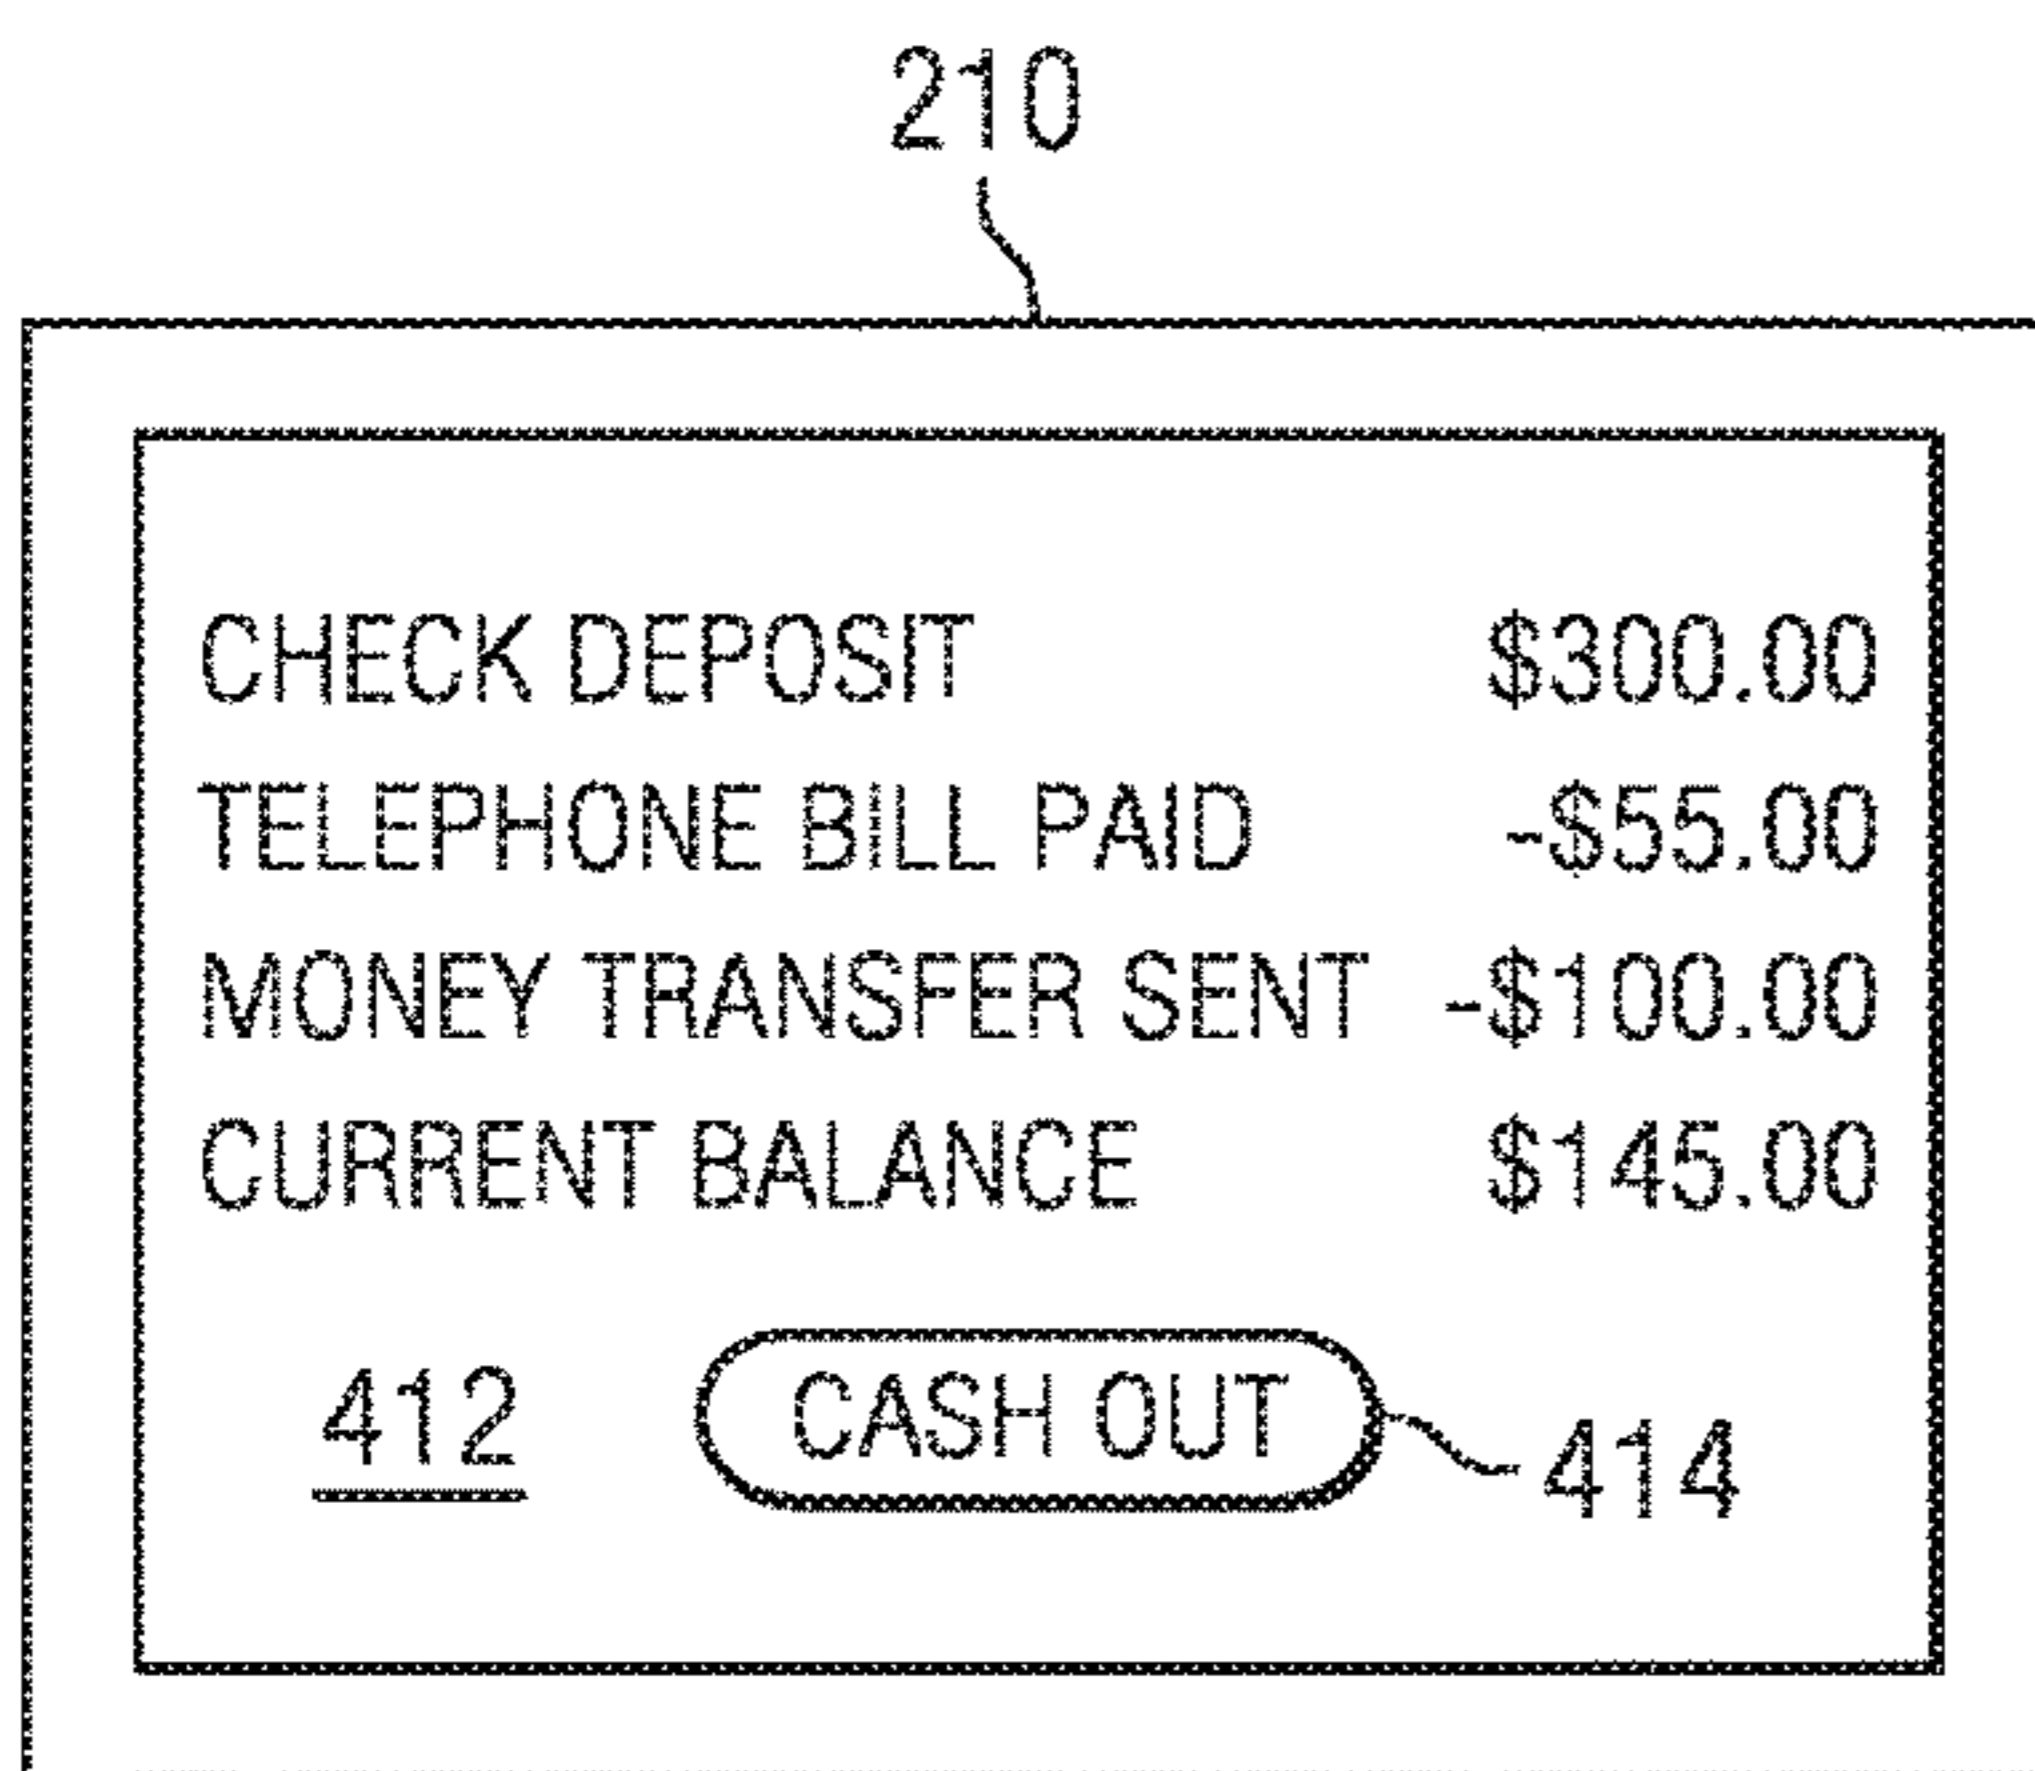 210
CHECK DEPOSIT $300.00
TELEPHONE BILL PAID -$55.00
MONEY TRANSFER SENT -$100.00
CURRENT BALANCE $145.00
412 CASH OUT 414